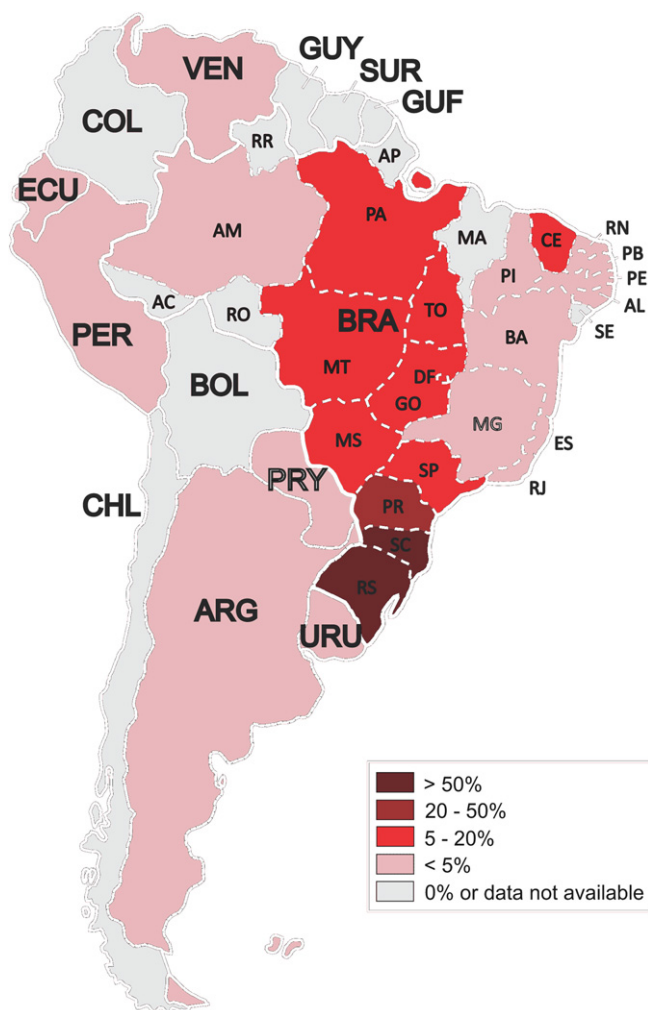 GUY
VEN
SUR
COL
GUF
RR
AP
ECU
PA
RN
AM
MA
CE
PB
PI
PE
AC
RO
BRA
TO
AL
PER
BA
SE
MT
BOL
DF
GO
MG
MS
ES
SP
PRY
RJ
CHL
PR
SC
RS
ARG
URU
> 50%
20 - 50%
5 - 20%
< 5%
0% or data not available